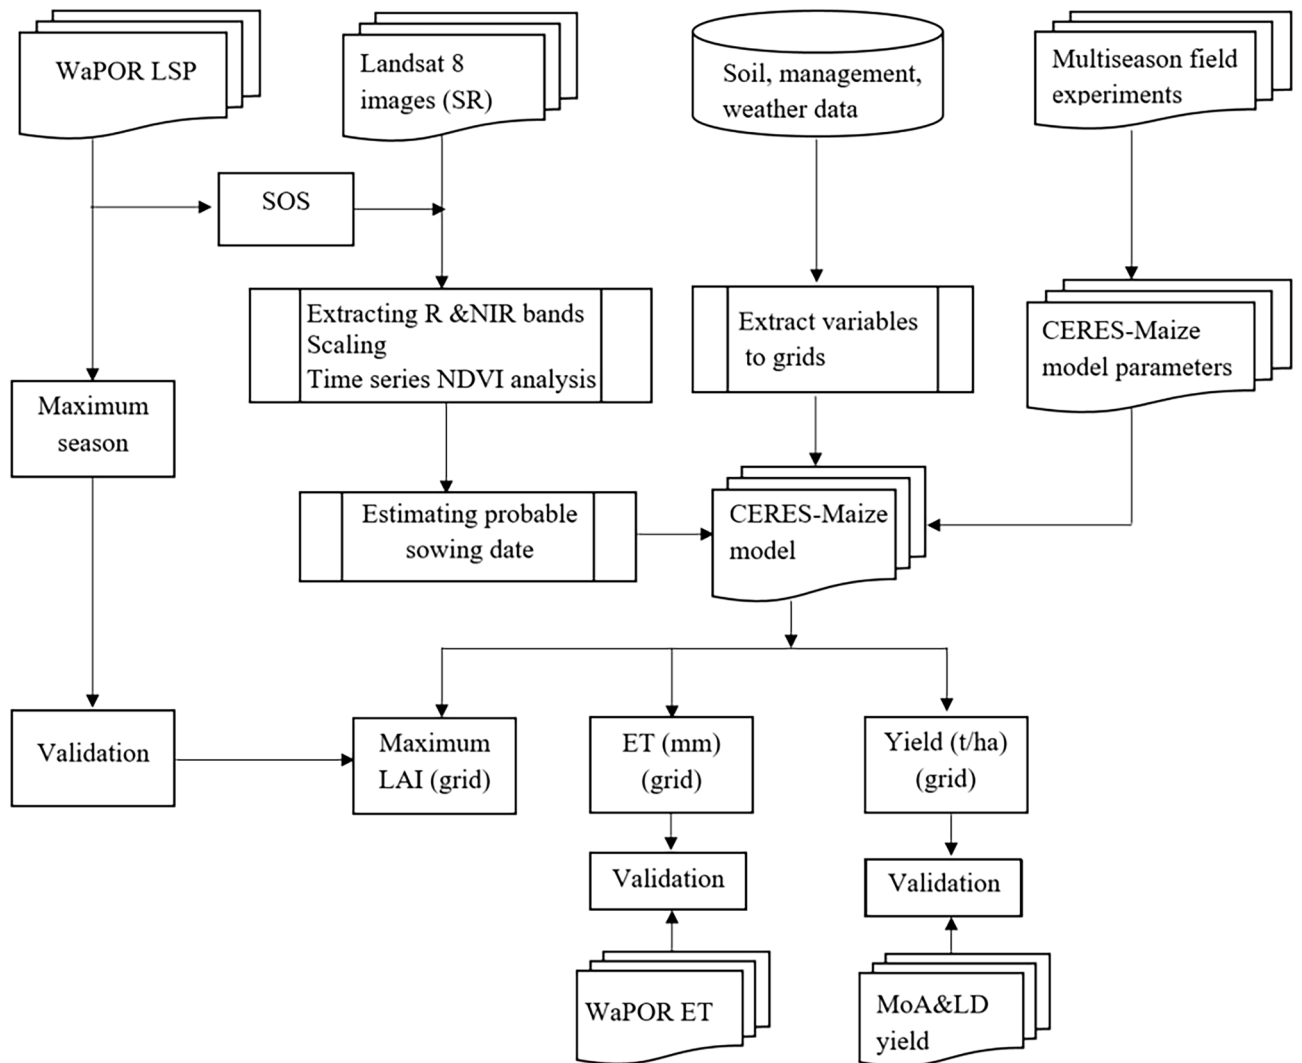 WaPOR LSP
Landsat 8
images (SR)
Soil, management,
weather data
Multiseason field
experiments
SOS
Extracting R &NIR bands
Scaling
Time series NDVI analysis
Extract variables
to grids
CERES-Maize
model parameters
Maximum
season
Estimating probable
sowing date
CERES-Maize
model
Validation
Maximum
LAI (grid)
ET (mm)
(grid)
Yield (t/ha)
(grid)
Validation
Validation
WaPOR ET
MoA&LD
yield